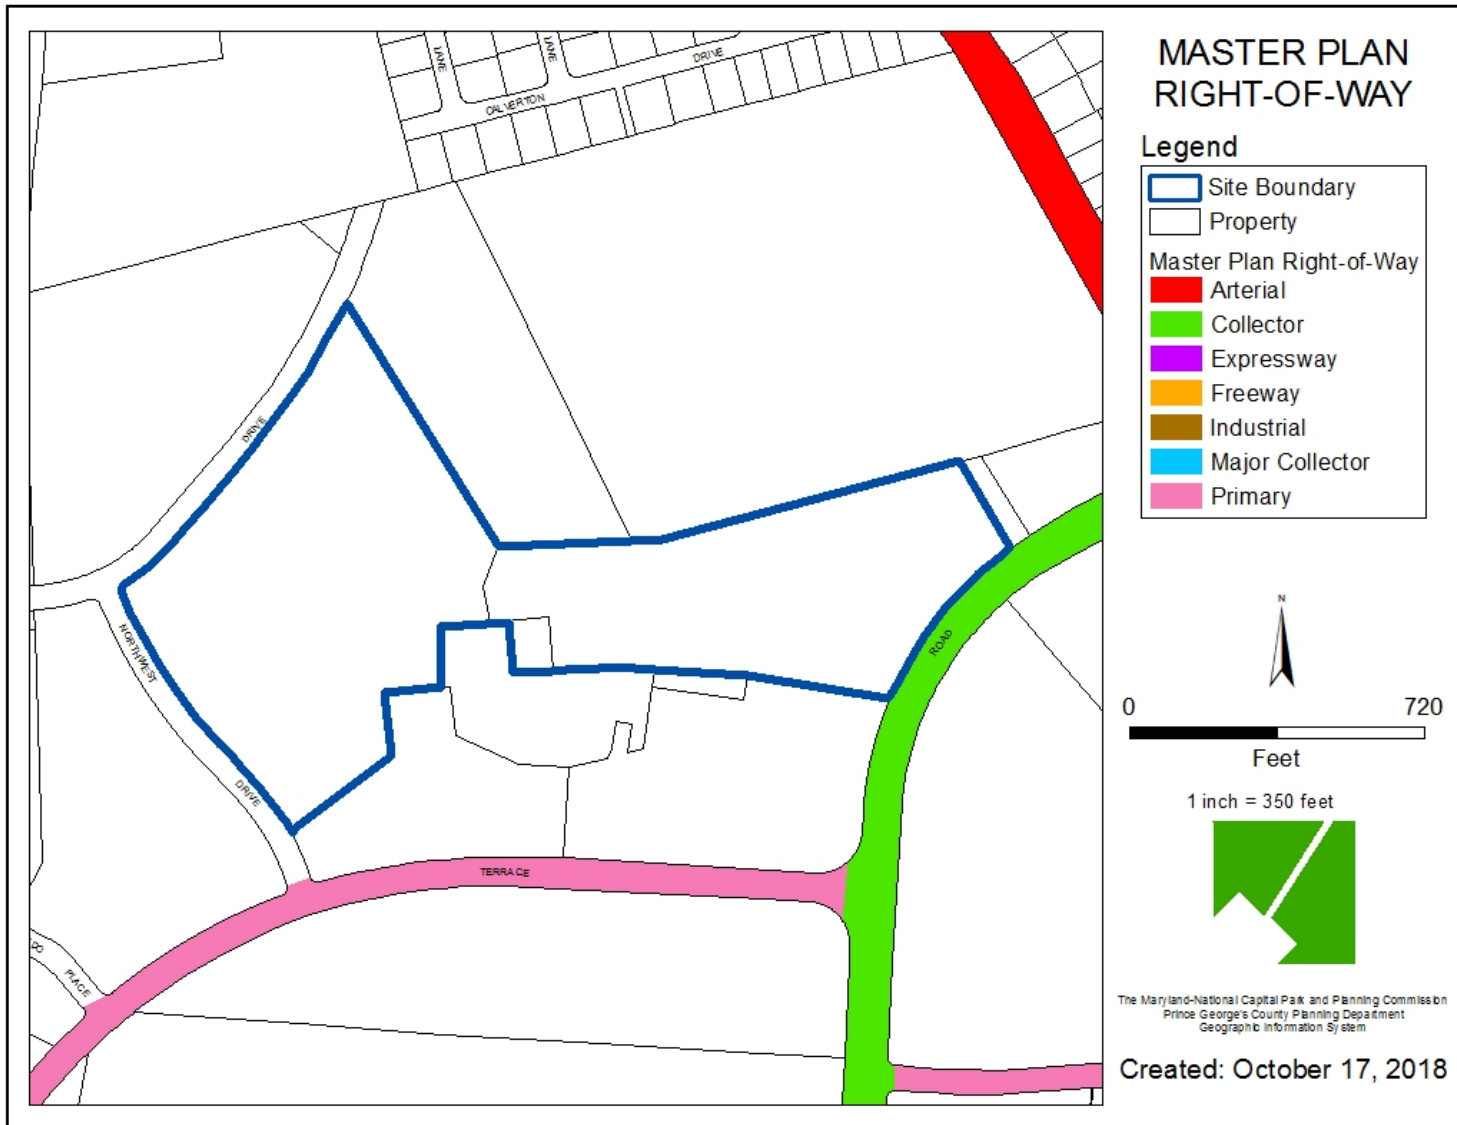 LANE
LANE
DRIVE
CALVERTON
DRIVE
NORTHWEST
DRIVE
ROAD
TERRACE
DO
PLACE
MASTER PLAN
RIGHT-OF-WAY
Legend
Site Boundary
Property
Master Plan Right-of-Way
Arterial
Collector
Expressway
Freeway
Industrial
Major Collector
Primary
N
0 720
Feet
1 inch = 350 feet
The Maryland-National Capital Park and Planning Commission
Prince George's County Planning Department
Geographic Information System
Created: October 17, 2018